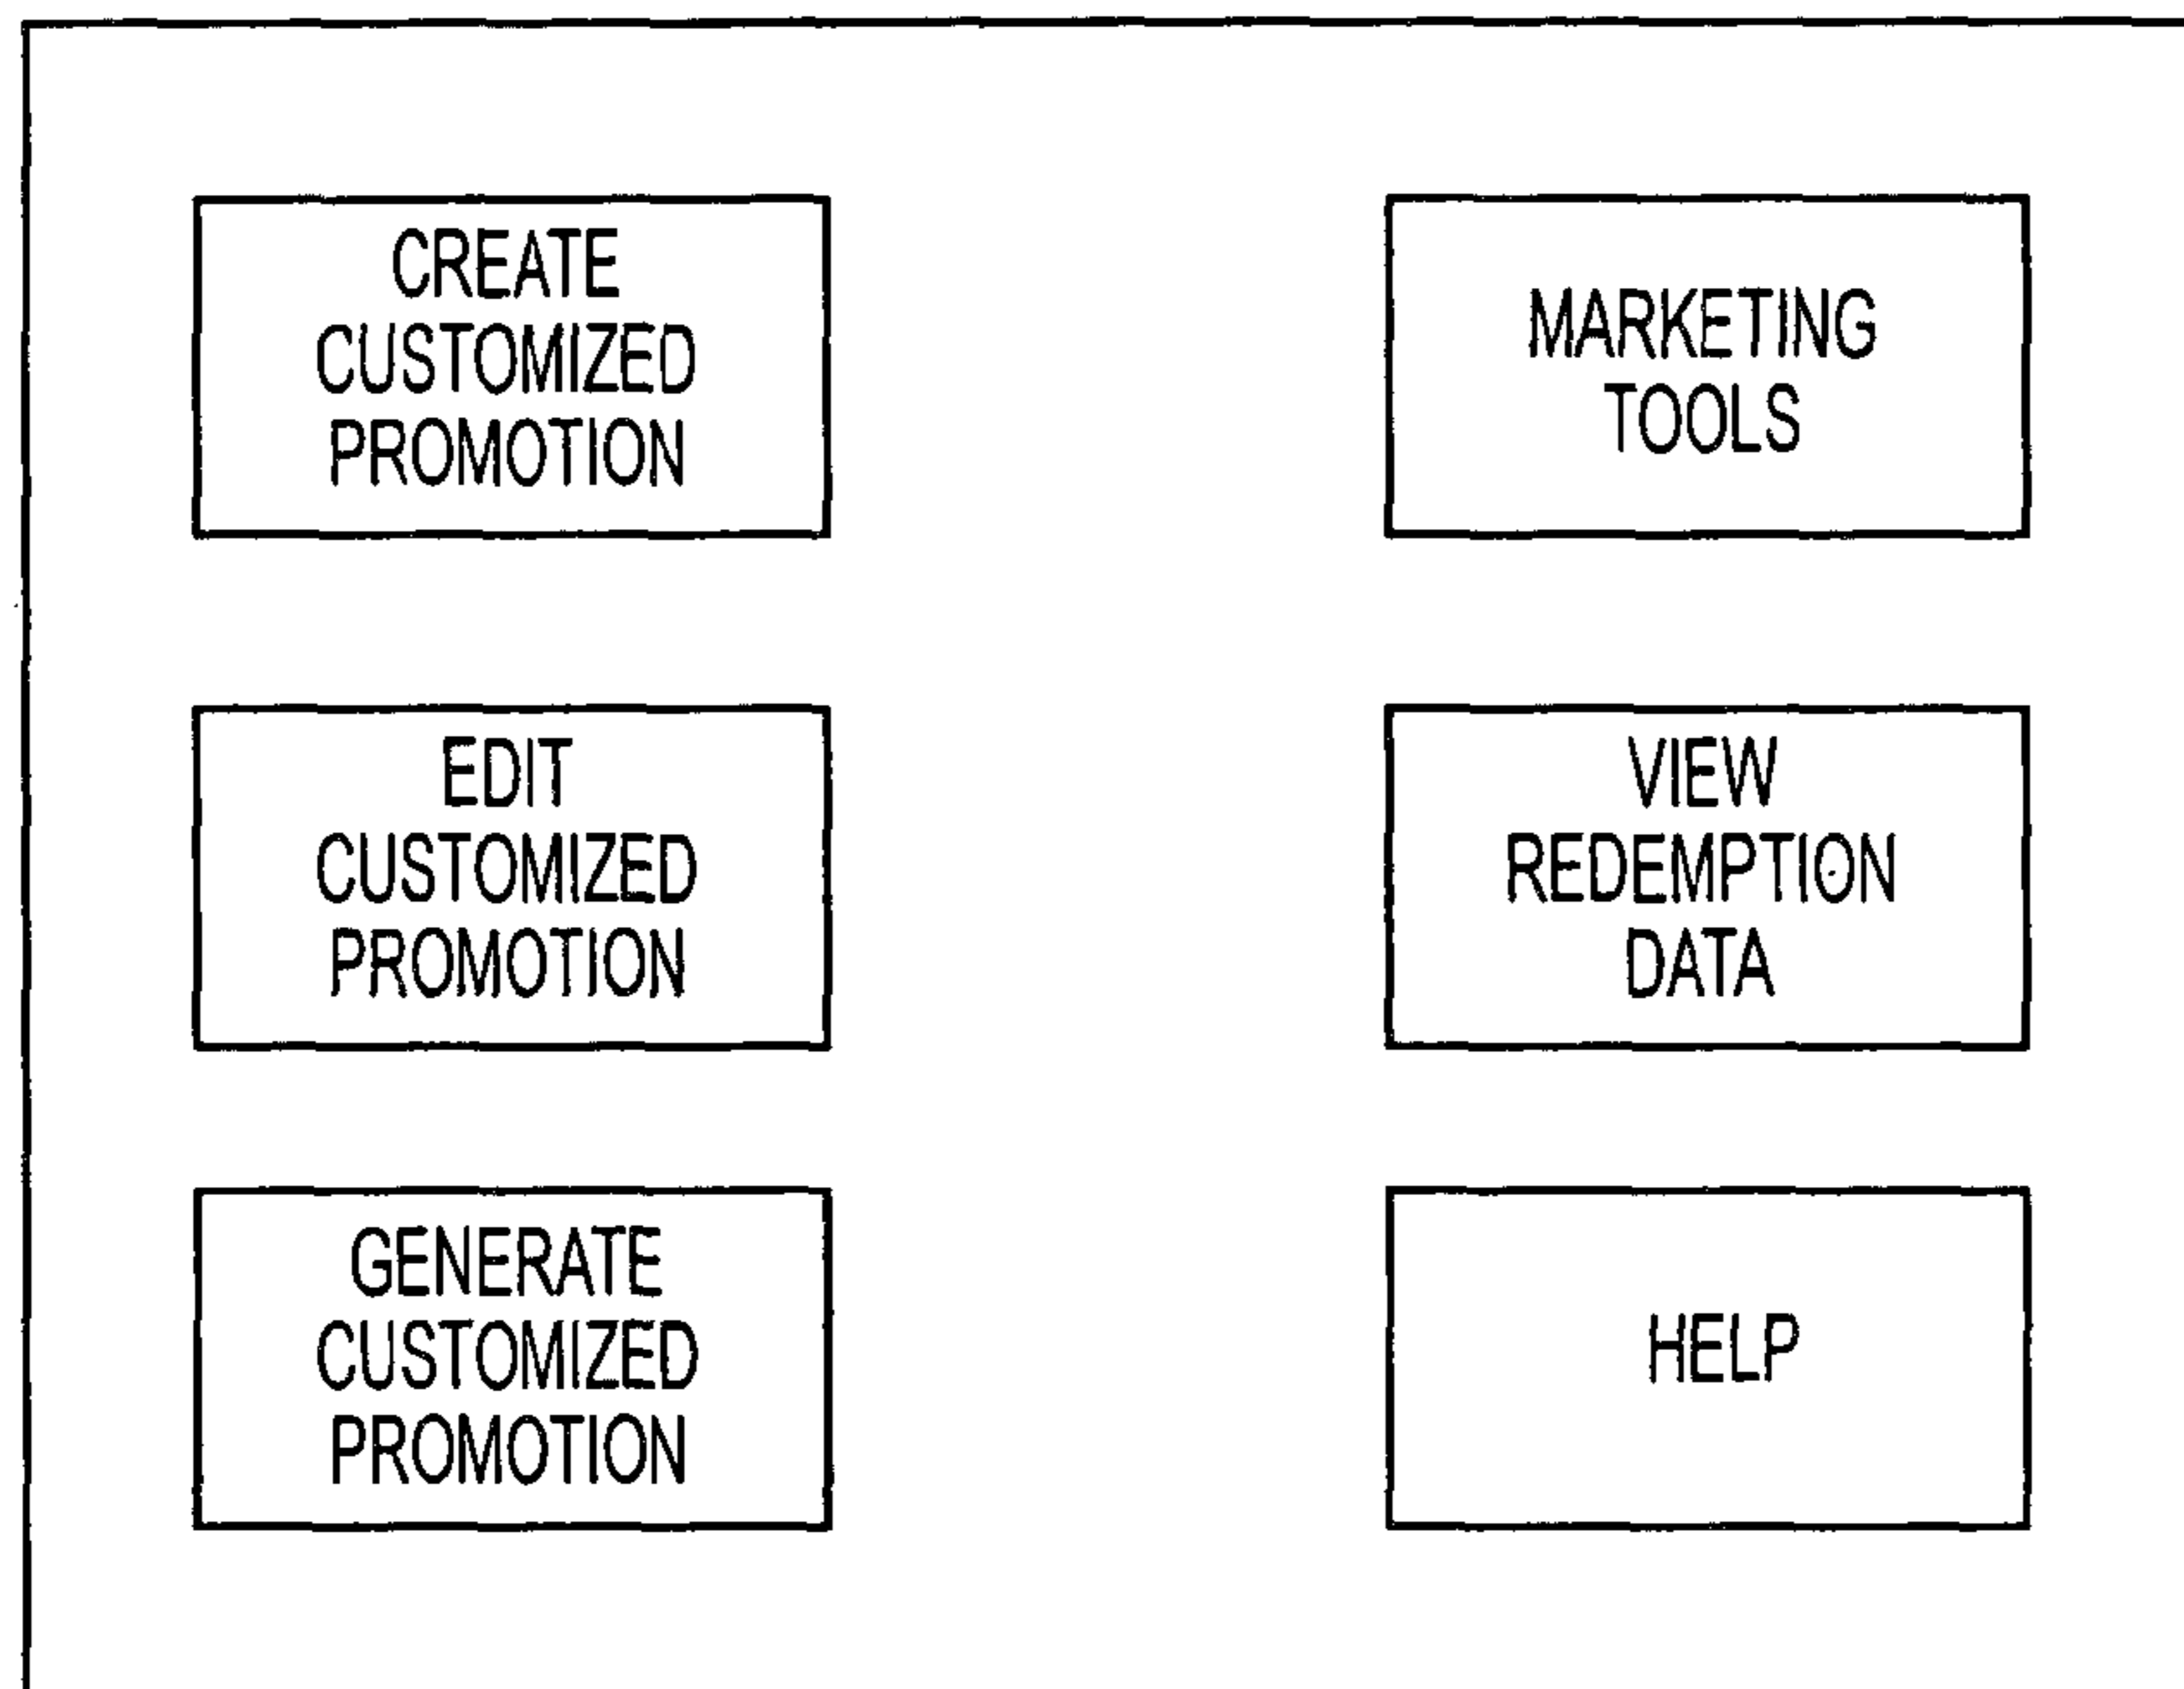 CREATE
CUSTOMIZED
PROMOTION
MARKETING
TOOLS
EDIT
CUSTOMIZED
PROMOTION
VIEW
REDEMPTION
DATA
GENERATE
CUSTOMIZED
PROMOTION
HELP